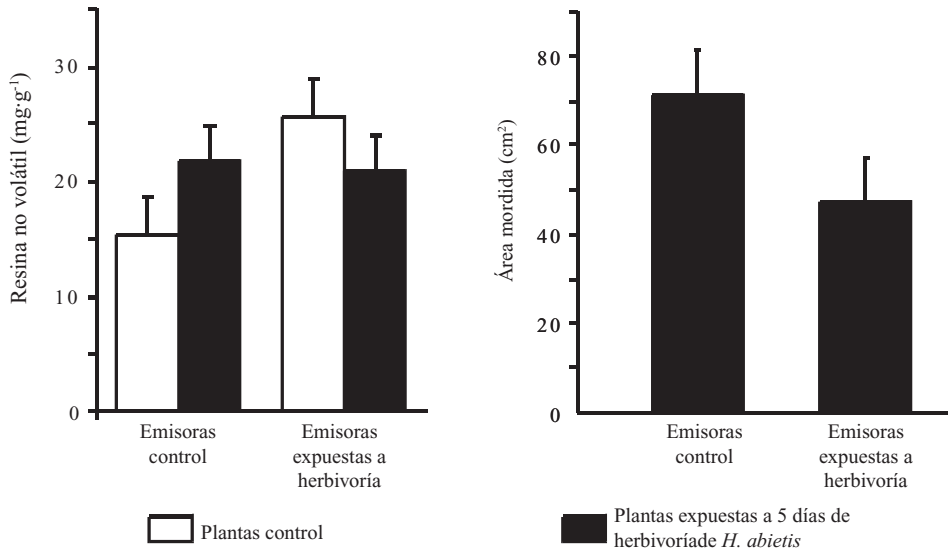 Resina no volátil (mg·g⁻¹)
30
20
10
0
Emisoras
control
Emisoras
expuestas a
herbivoría
Área mordida (cm²)
80
60
40
20
0
Emisoras
control
Emisoras
expuestas a
herbivoría
Plantas control
Plantas expuestas a 5 días de
herbivoríade H. abietis